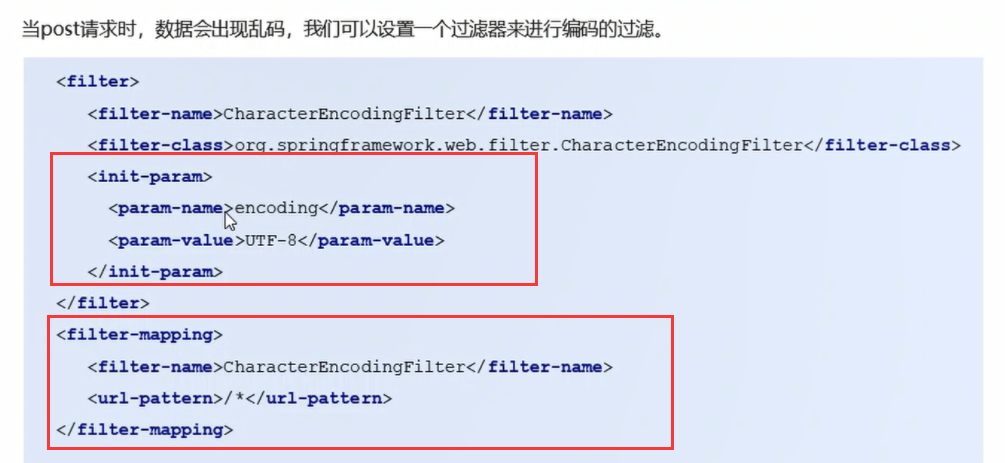 当post请求时，数据会出现乱码，我们可以设置一个过滤器来进行编码的过滤。
<filter>
<filter-name>CharacterEncodingFilter</filter-name>
<filter-class>org.springframework.web.filter.CharacterEncodingFilter</filter-class>
<init-param>
<param-name>encoding</param-name>
<param-value>UTF-8</param-value>
</init-param>
</filter>
<filter-mapping>
<filter-name>CharacterEncodingFilter</filter-name>
<url-pattern>/*</url-pattern>
</filter-mapping>